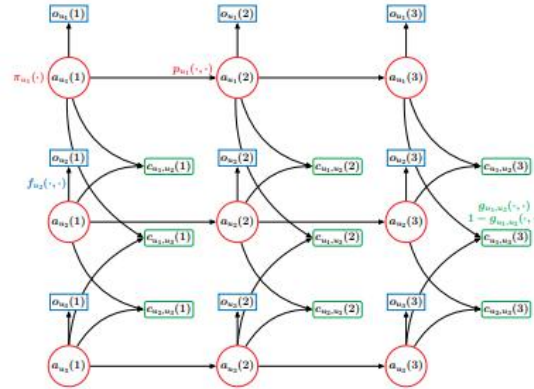 o_{u_1}(1) o_{u_1}(2) o_{u_1}(3)
π_{u_1}(·) a_{u_1}(1) p_{u_1}(·,·) a_{u_1}(2) a_{u_1}(3)
o_{u_2}(1) c_{u_1,u_2}(1) o_{u_2}(2) c_{u_1,u_2}(2) o_{u_2}(3) c_{u_1,u_2}(3)
f_{u_2}(·,·)
g_{u_1,u_3}(·,·)
a_{u_2}(1) a_{u_2}(2) a_{u_2}(3) 1 − g_{u_1,u_3}(·,
c_{u_1,u_3}(1) c_{u_1,u_3}(2) c_{u_1,u_3}(3)
o_{u_3}(1) c_{u_2,u_3}(1) o_{u_3}(2) c_{u_2,u_3}(2) o_{u_3}(3) c_{u_2,u_3}(3)
a_{u_3}(1) a_{u_3}(2) a_{u_3}(3)